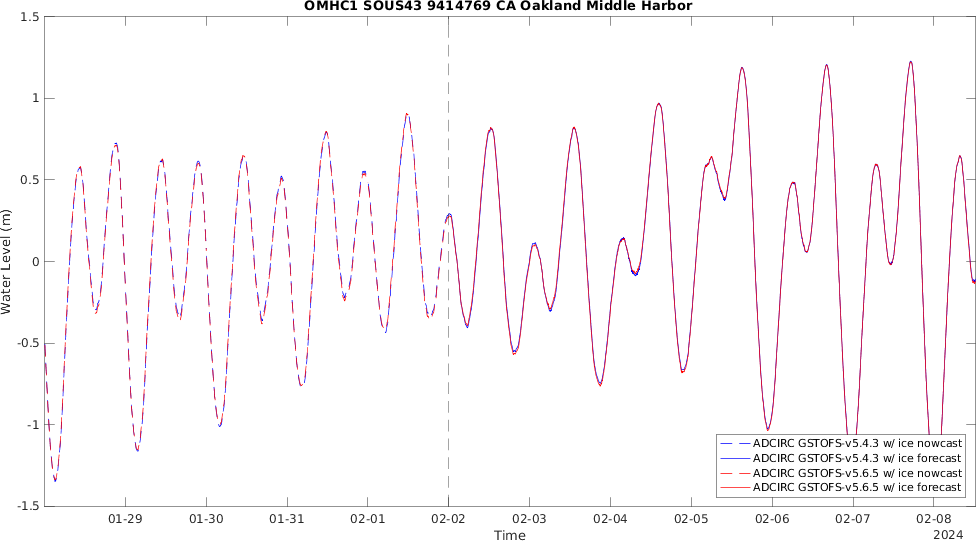 OMHC1 SOUS43 9414769 CA Oakland Middle Harbor
1.5
1
0.5
0
-0.5
-1
-1.5
Water Level (m)
ADCIRC GSTOFS-v5.4.3 w/ ice nowcast
ADCIRC GSTOFS-v5.4.3 w/ ice forecast
ADCIRC GSTOFS-v5.6.5 w/ ice nowcast
ADCIRC GSTOFS-v5.6.5 w/ ice forecast
01-29 01-30 01-31 02-01 02-02 02-03 02-04 02-05 02-06 02-07 02-08
Time
2024